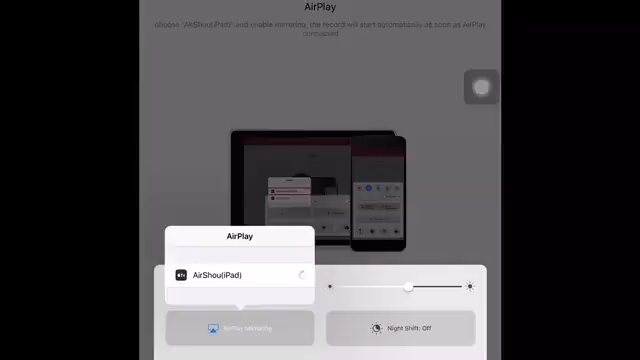 AirPlay
choose "AirShou(iPad)" and enable mirroring, the record will start automatically as soon as AirPlay
connected
AirPlay
AirShou(iPad)
AirPlay Mirroring
Night Shift: Off